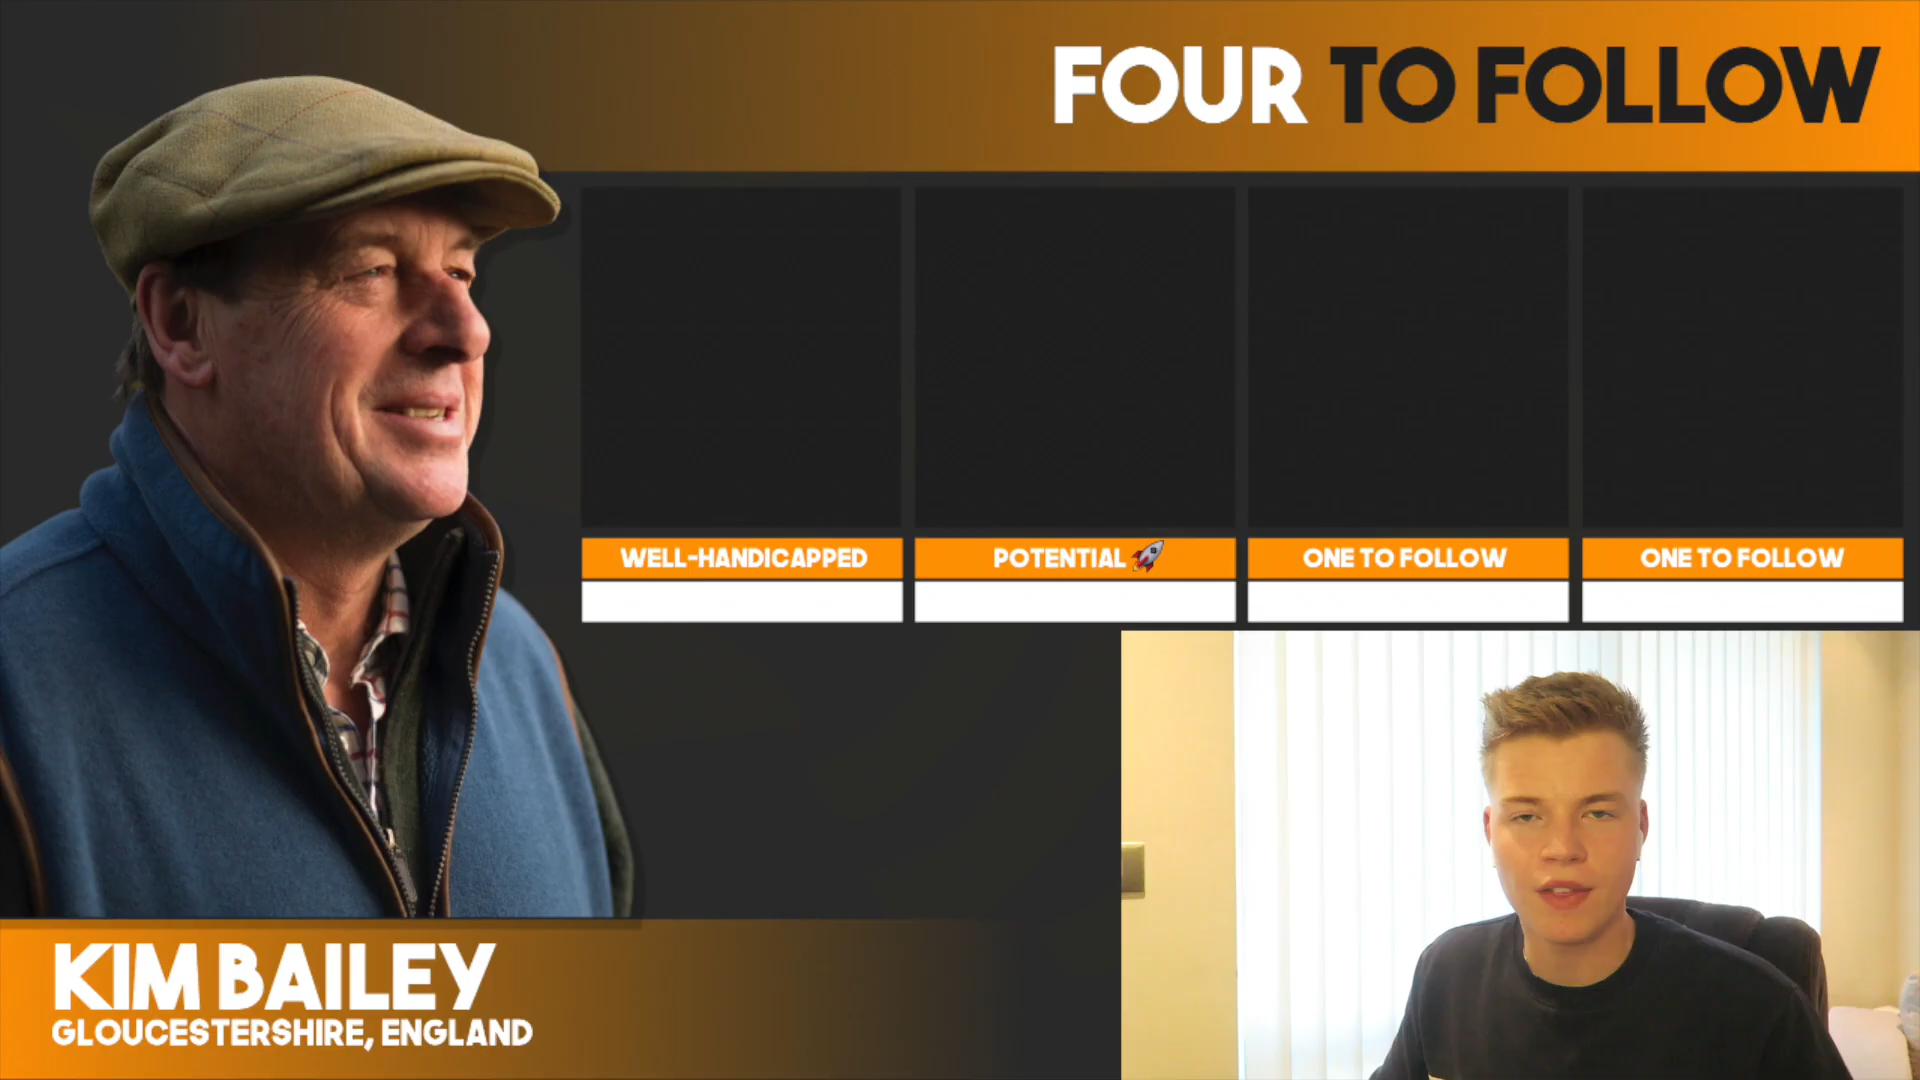 FOUR TO FOLLOW
WELL-HANDICAPPED
POTENTIAL 🚀
ONE TO FOLLOW
ONE TO FOLLOW
KIM BAILEY
GLOUCESTERSHIRE, ENGLAND